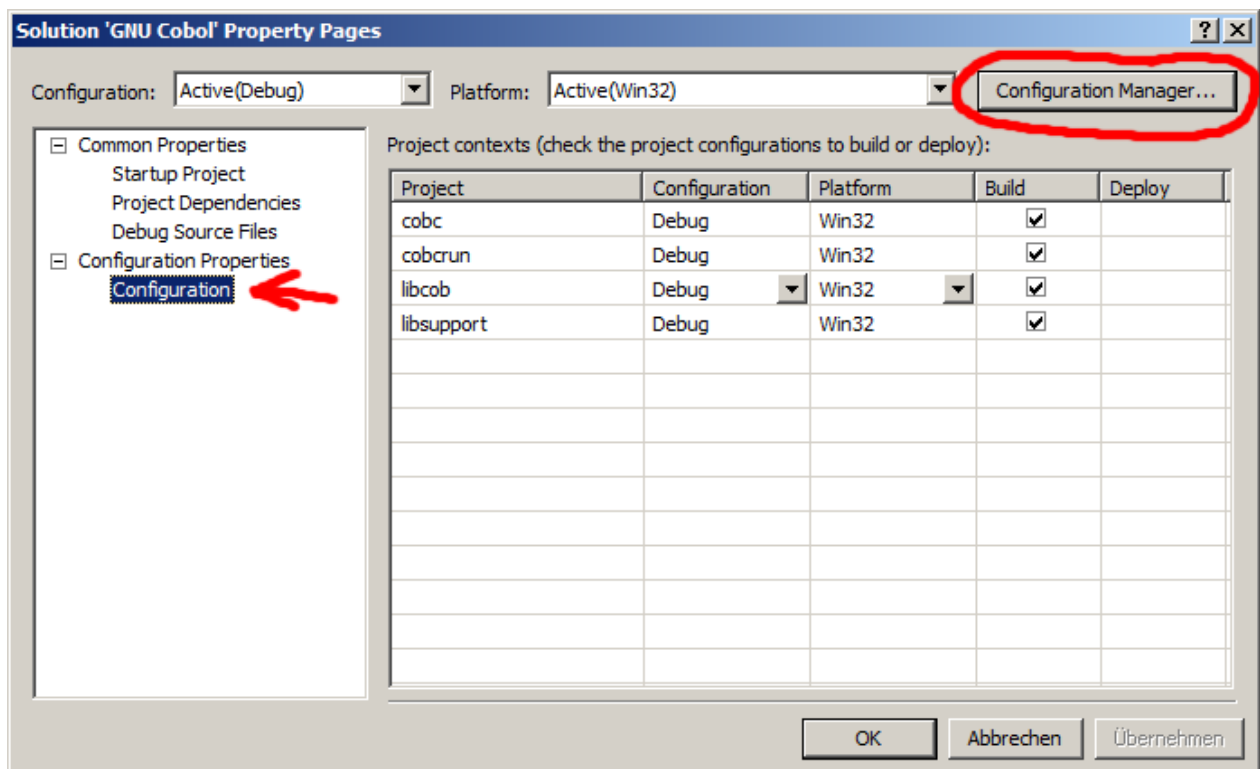 Solution 'GNU Cobol' Property Pages
Configuration: Active(Debug) Platform: Active(Win32) Configuration Manager...
Common Properties
Startup Project
Project Dependencies
Debug Source Files
Configuration Properties
Configuration
Project contexts (check the project configurations to build or deploy):
Project Configuration Platform Build Deploy
cobc Debug Win32
cobcrun Debug Win32
libcob Debug Win32
libsupport Debug Win32
OK Abbrechen Übernehmen